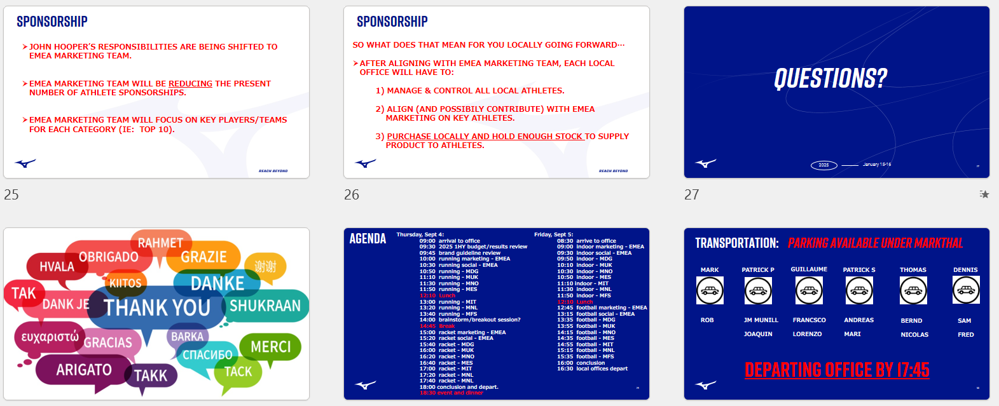 SPONSORSHIP
➢JOHN HOOPER'S RESPONSIBILITIES ARE BEING SHIFTED TO
EMEA MARKETING TEAM.
➢EMEA MARKETING TEAM WILL BE REDUCING THE PRESENT
NUMBER OF ATHLETE SPONSORSHIPS.
➢EMEA MARKETING TEAM WILL FOCUS ON KEY PLAYERS/TEAMS
FOR EACH CATEGORY (IE: TOP 10).
REACH BEYOND
25
SPONSORSHIP
SO WHAT DOES THAT MEAN FOR YOU LOCALLY GOING FORWARD…
➢AFTER ALIGNING WITH EMEA MARKETING TEAM, EACH LOCAL
OFFICE WILL HAVE TO:
1) MANAGE & CONTROL ALL LOCAL ATHLETES.
2) ALIGN (AND POSSIBILY CONTRIBUTE) WITH EMEA
MARKETING ON KEY ATHLETES.
3) PURCHASE LOCALLY AND HOLD ENOUGH STOCK TO SUPPLY
PRODUCT TO ATHLETES.
REACH BEYOND
26
QUESTIONS?
2025 January 15-16
27
RAHMET
HVALA OBRIGADO GRAZIE 谢谢
KIITOS DANKE
TAK DANK JE THANK YOU SHUKRAAN
ευχαριστώ GRACIAS BARKA MERCI
СПАСИБО
ARIGATO TAKK TACK
AGENDA
Thursday, Sept 4:
09:00 arrival to office
09:30 2025 1HY budget/results review
09:45 brand guideline review
10:00 running marketing - EMEA
10:30 running social - EMEA
10:50 running - MDG
11:10 running - MUK
11:30 running - MNO
11:50 running - MES
12:10 Lunch
13:00 running - MIT
13:20 running - MNL
13:40 running - MFS
14:00 brainstorm/breakout session?
14:45 Break
15:00 racket marketing - EMEA
15:20 racket social - EMEA
15:40 racket - MDG
16:00 racket - MUK
16:20 racket - MNO
16:40 racket - MES
17:00 racket - MIT
17:20 racket - MNL
17:40 racket - MNL
18:00 conclusion and depart.
18:30 event and dinner
Friday, Sept 5:
08:30 arrive to office
09:00 indoor marketing - EMEA
09:30 indoor social - EMEA
09:50 indoor - MDG
10:10 indoor - MUK
10:30 indoor - MNO
10:50 indoor - MES
11:10 indoor - MIT
11:30 indoor - MNL
11:50 indoor - MFS
12:10 Lunch
12:45 football marketing - EMEA
13:15 football social - EMEA
13:35 football - MDG
13:55 football - MUK
14:15 football - MNO
14:35 football - MES
14:55 football - MIT
15:15 football - MNL
15:35 football - MFS
16:00 conclusion
16:30 local offices depart
TRANSPORTATION: PARKING AVAILABLE UNDER MARKTHAL
MARK PATRICK P GUILLAUME PATRICK S THOMAS DENNIS
ROB JM MUNILL FRANCSCO ANDREAS BERND SAM
JOAQUIN LORENZO MARI NICOLAS FRED
DEPARTING OFFICE BY 17:45